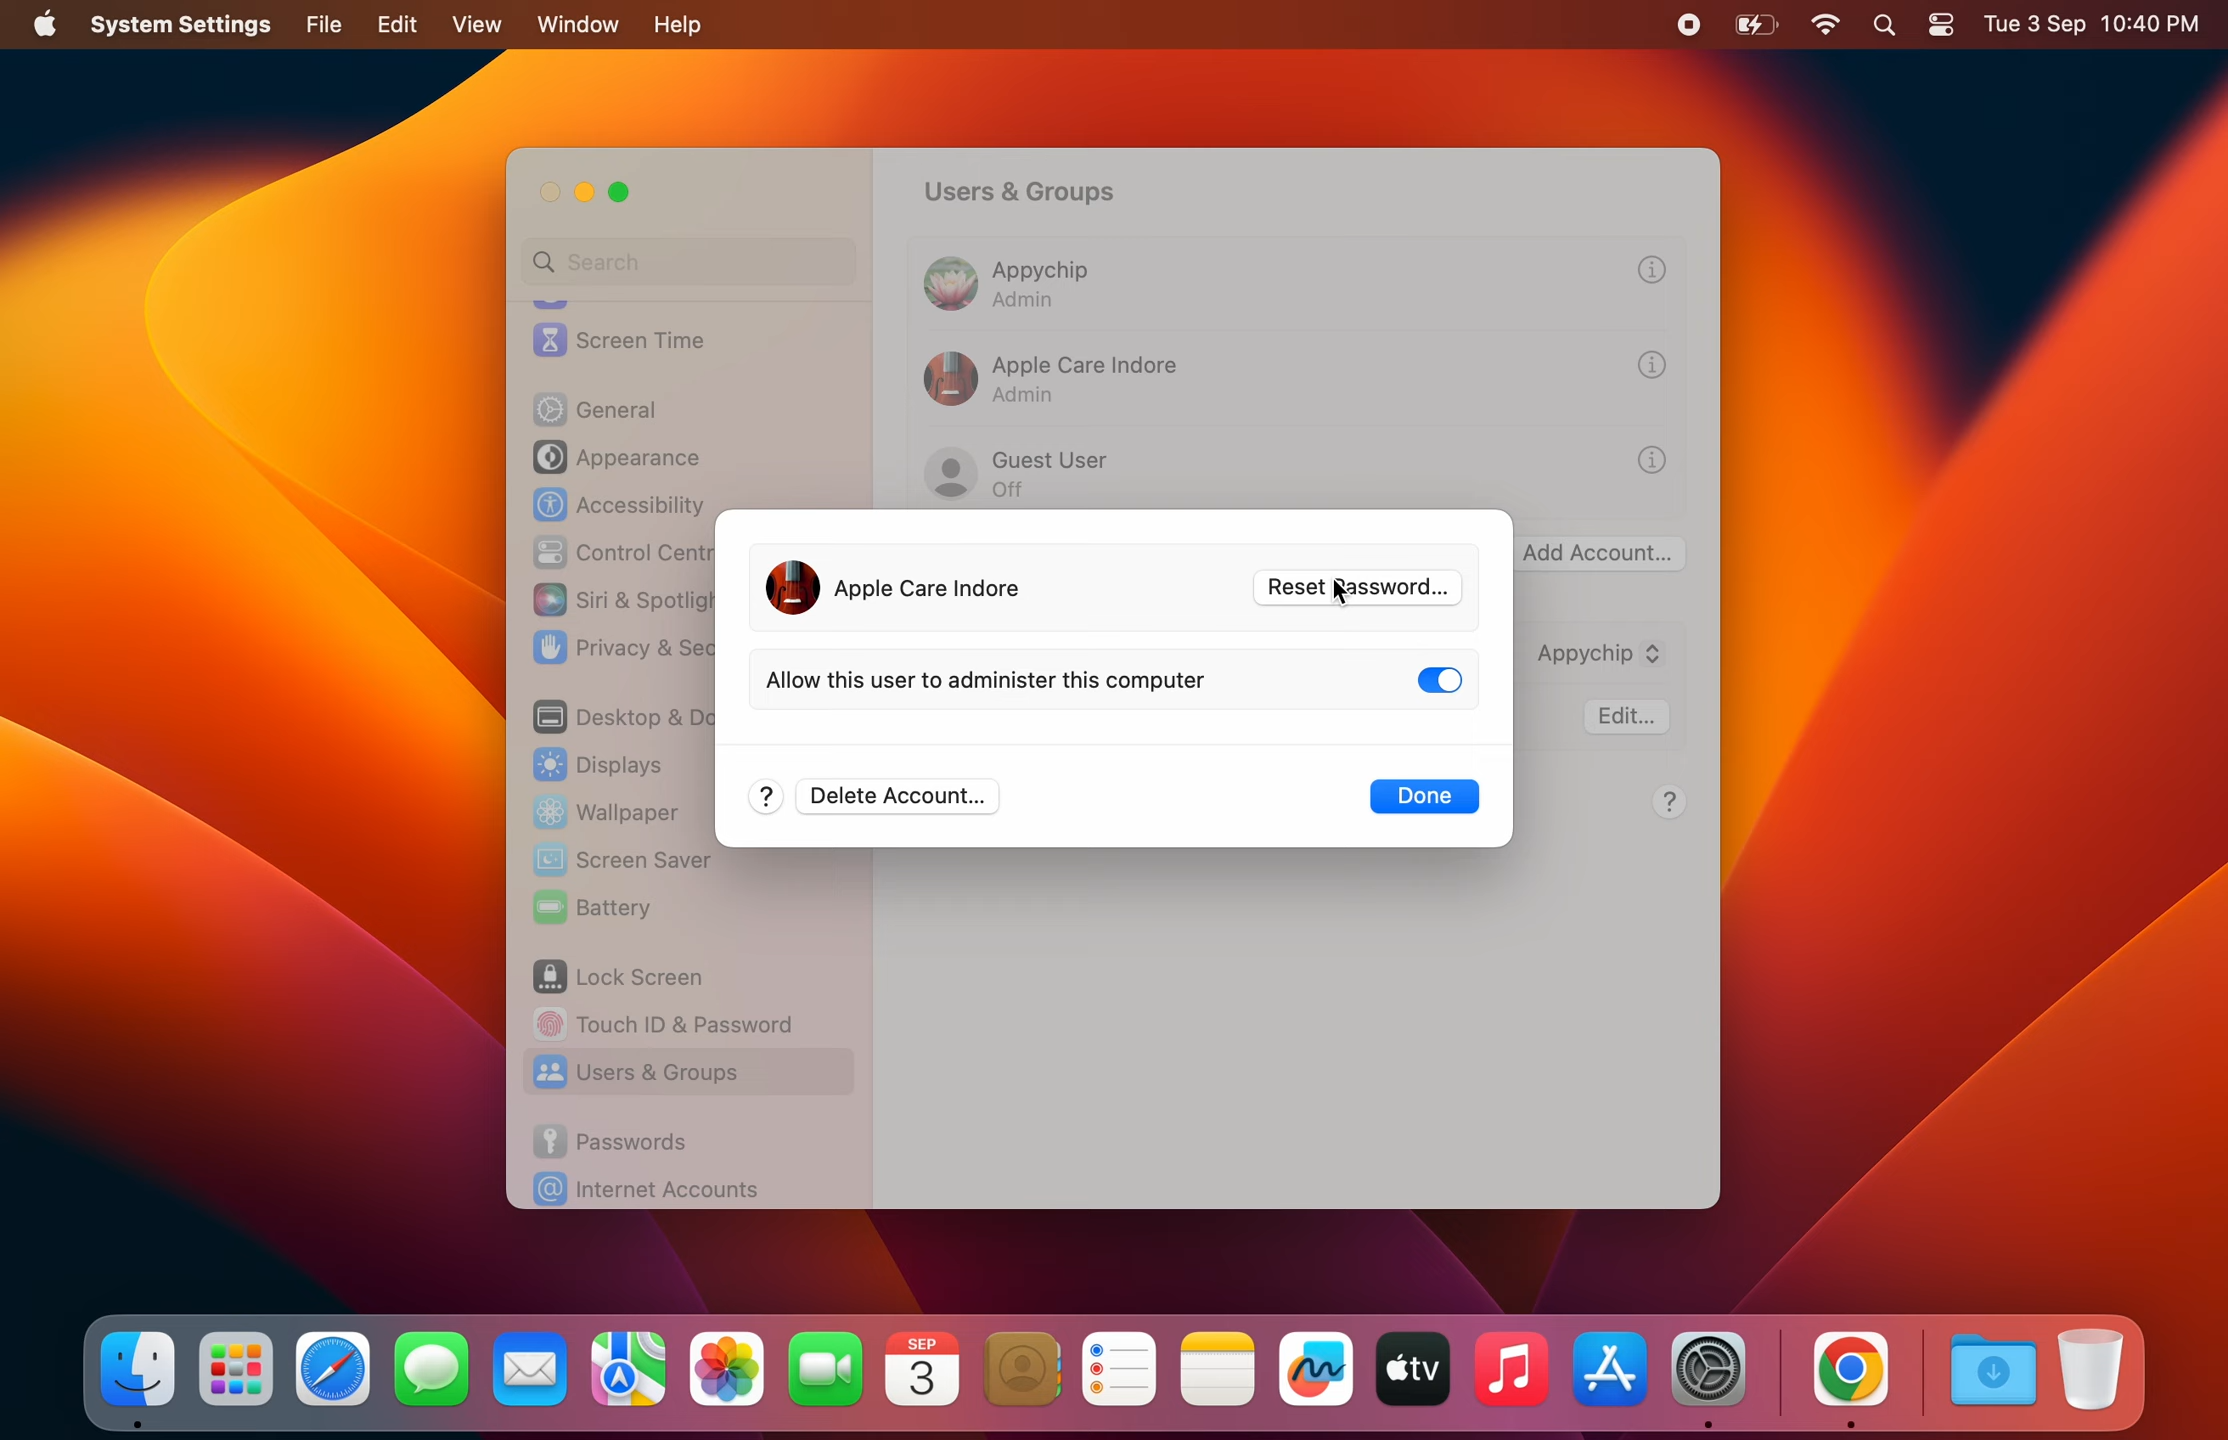 System Settings File Edit View Window Help Tue 3 Sep 10:40 PM
Users & Groups
Search
Screen Time
General
Appearance
Accessibility
Control Centr
Siri & Spotligh
Privacy & Sec
Desktop & Do
Displays
Wallpaper
Screen Saver
Battery
Lock Screen
Touch ID & Password
Users & Groups
Passwords
Internet Accounts
Appychip
Admin
Apple Care Indore
Admin
Guest User
Off
Add Account...
Appychip
Edit...
?
Apple Care Indore
Reset Password...
Allow this user to administer this computer
? Delete Account... Done
SEP
3
tv